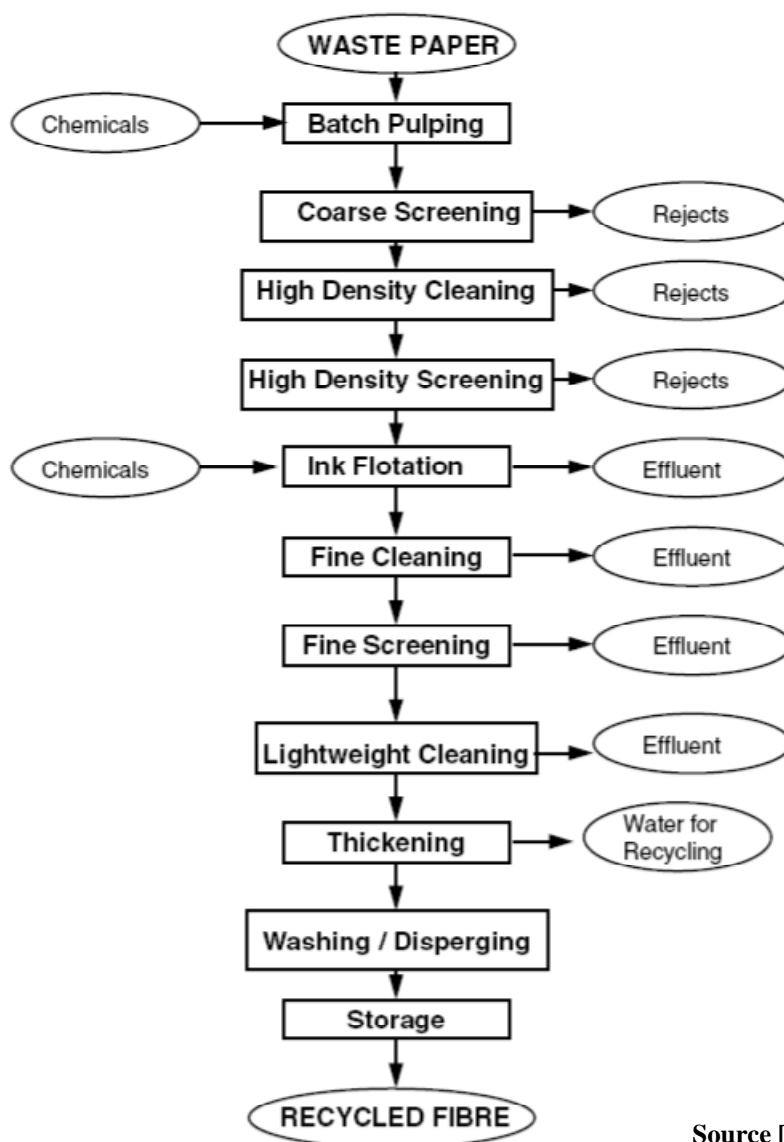 WASTE PAPER
Chemicals
Batch Pulping
Coarse Screening
Rejects
High Density Cleaning
Rejects
High Density Screening
Rejects
Chemicals
Ink Flotation
Effluent
Fine Cleaning
Effluent
Fine Screening
Effluent
Lightweight Cleaning
Effluent
Thickening
Water for
Recycling
Washing / Disperging
Storage
RECYCLED FIBRE
Source [